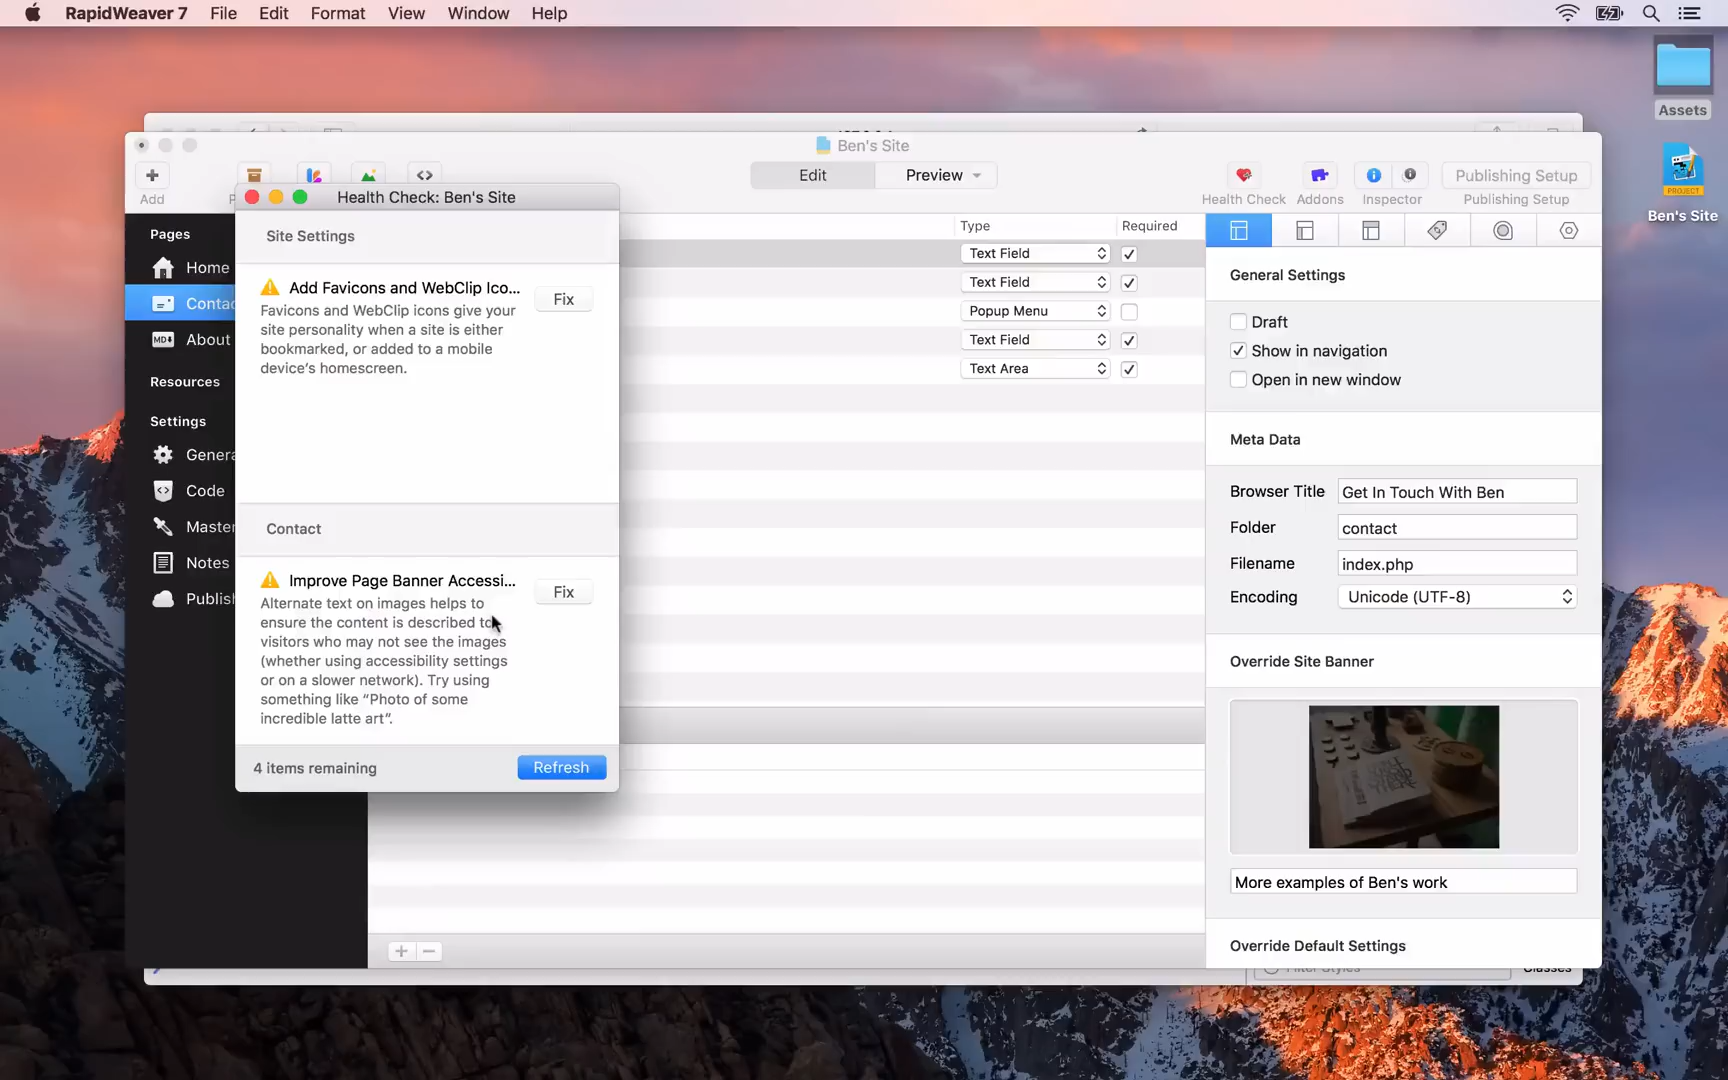 RapidWeaver 7 File Edit Format View Window Help
Assets
Ben's Site
Edit Preview
Publishing Setup
Add
Health Check Addons Inspector Publishing Setup
PROJECT
Ben's Site
Health Check: Ben's Site
Pages
Home
About
Resources
Settings
Code
Notes
Site Settings
Add Favicons and WebClip Ico...
Fix
Favicons and WebClip icons give your
site personality when a site is either
bookmarked, or added to a mobile
device's homescreen.
Contact
Improve Page Banner Accessi...
Fix
Alternate text on images helps to
ensure the content is described to
visitors who may not see the images
(whether using accessibility settings
or on a slower network). Try using
something like “Photo of some
incredible latte art”.
4 items remaining
Refresh
Type Required
Text Field
Text Field
Popup Menu
Text Field
Text Area
General Settings
Draft
Show in navigation
Open in new window
Meta Data
Browser Title Get In Touch With Ben
Folder contact
Filename index.php
Encoding Unicode (UTF-8)
Override Site Banner
More examples of Ben's work
Override Default Settings